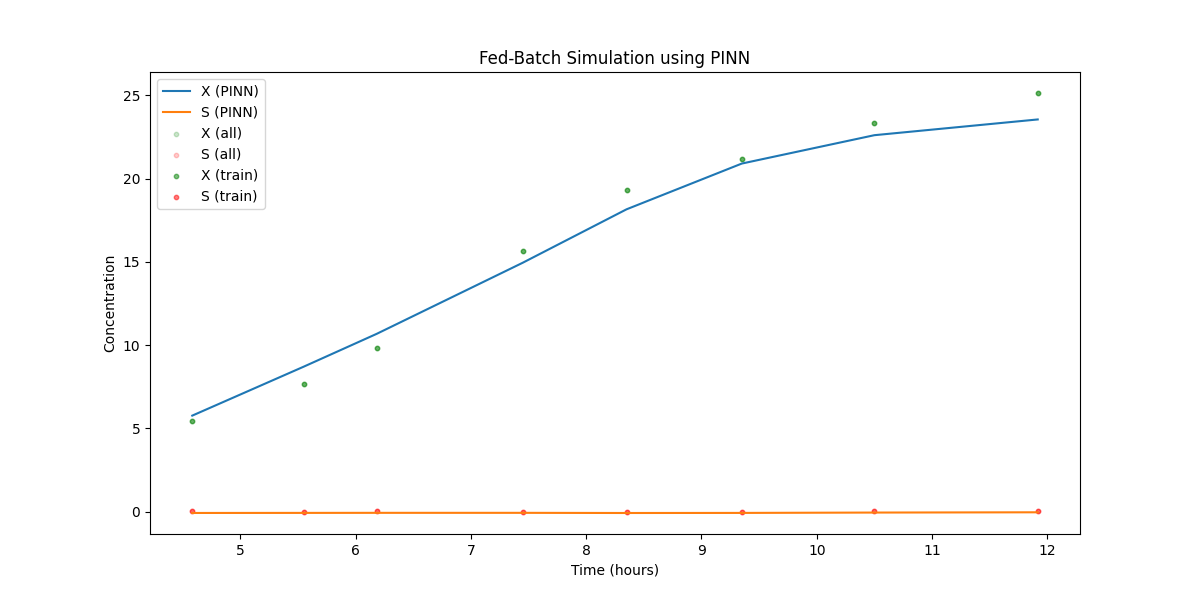 Fed-Batch Simulation using PINN
X (PINN)
S (PINN)
X (all)
S (all)
X (train)
S (train)
25
20
15
10
5
0
Concentration
5 6 7 8 9 10 11 12
Time (hours)